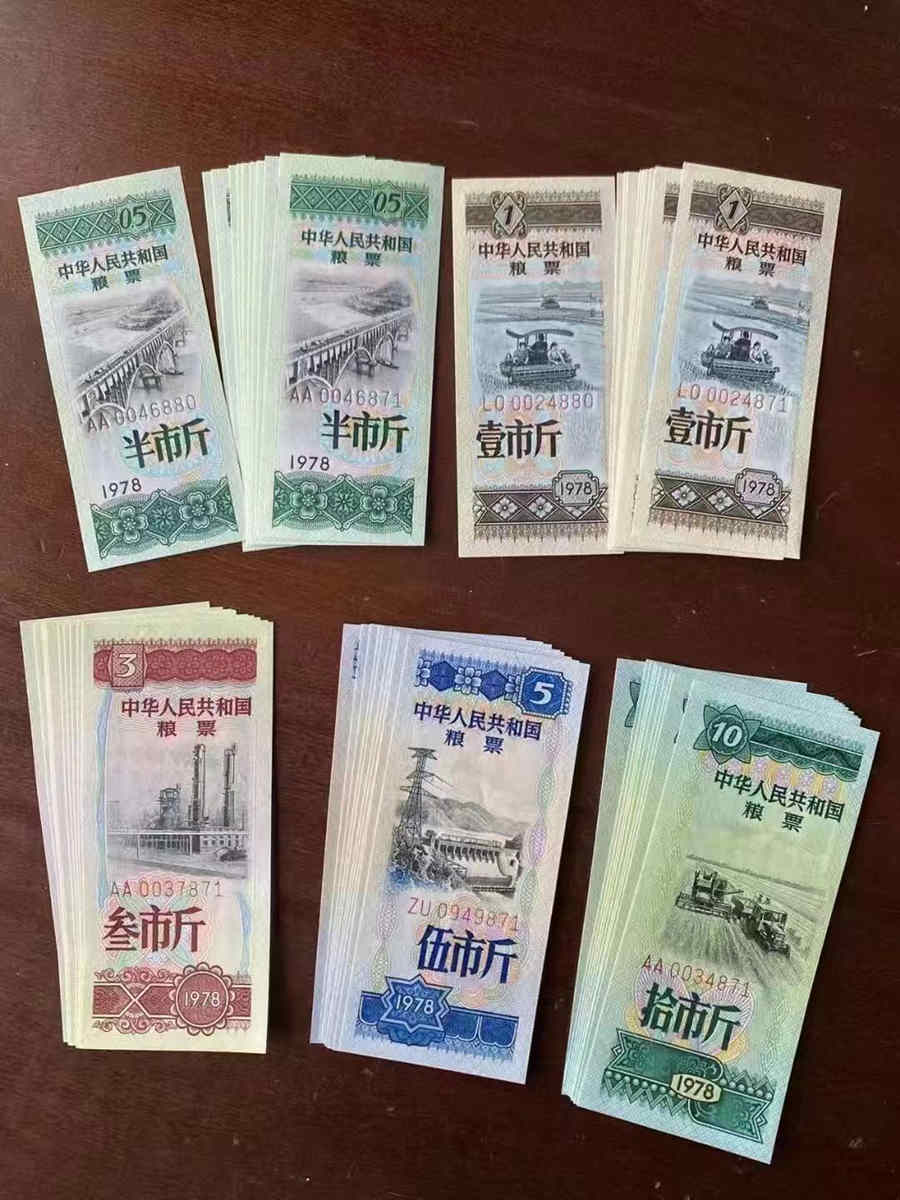 05
中华人民共和国
粮票
AA 0046880
半市斤
1978
05
中华人民共和国
粮票
AA 0046871
半市斤
1978
1
中华人民共和国
粮票
LO 0024880
壹市斤
1978
1
中华人民共和国
粮票
LO 0024871
壹市斤
1978
3
中华人民共和国
粮票
AA 0037871
叁市斤
1978
5
中华人民共和国
粮票
ZU 0949871
伍市斤
1978
10
中华人民共和国
粮票
AA 0034871
拾市斤
1978